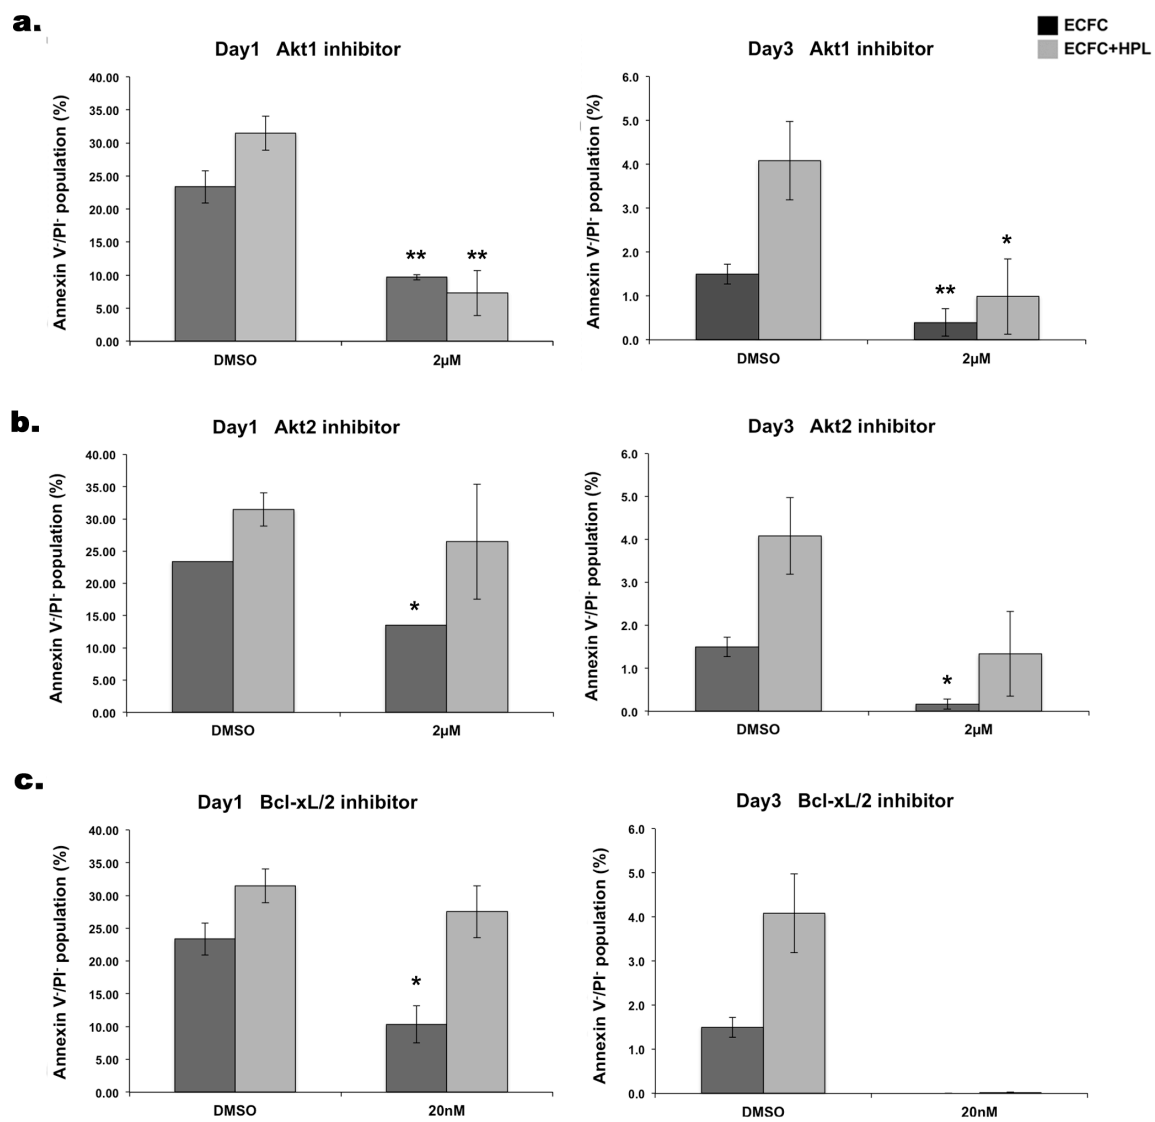 a.
ECFC
ECFC+HPL
Day1 Akt1 inhibitor
Annexin V-/PI- population (%)
40.00
35.00
30.00
25.00
20.00
15.00
10.00
5.00
0.00
** **
DMSO 2µM
Day3 Akt1 inhibitor
Annexin V-/PI- population (%)
6.0
5.0
4.0
3.0
2.0
1.0
0.0
** *
DMSO 2µM
b.
Day1 Akt2 inhibitor
Annexin V-/PI- population (%)
40.00
35.00
30.00
25.00
20.00
15.00
10.00
5.00
0.00
*
DMSO 2µM
Day3 Akt2 inhibitor
Annexin V-/PI- population (%)
6.0
5.0
4.0
3.0
2.0
1.0
0.0
*
DMSO 2µM
c.
Day1 Bcl-xL/2 inhibitor
Annexin V-/PI- population (%)
40.00
35.00
30.00
25.00
20.00
15.00
10.00
5.00
0.00
*
DMSO 20nM
Day3 Bcl-xL/2 inhibitor
Annexin V-/PI- population (%)
6.0
5.0
4.0
3.0
2.0
1.0
0.0
DMSO 20nM